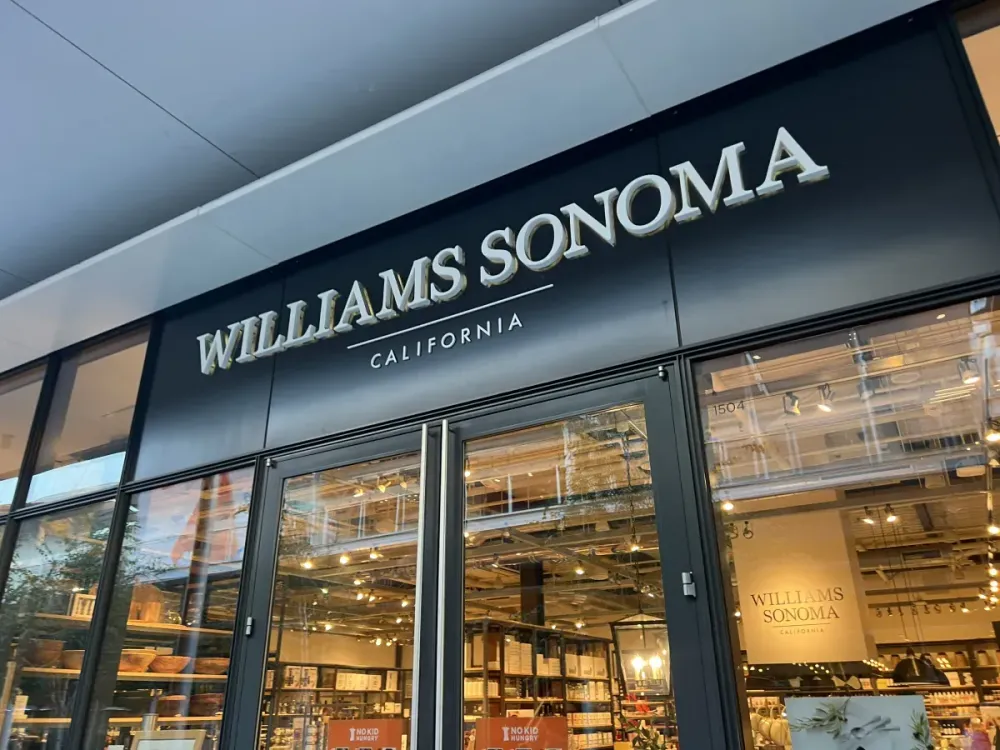 WILLIAMS SONOMA
CALIFORNIA
1504
WILLIAMS
SONOMA
CALIFORNIA
NO KID
HUNGRY
NO KID
HUNGRY